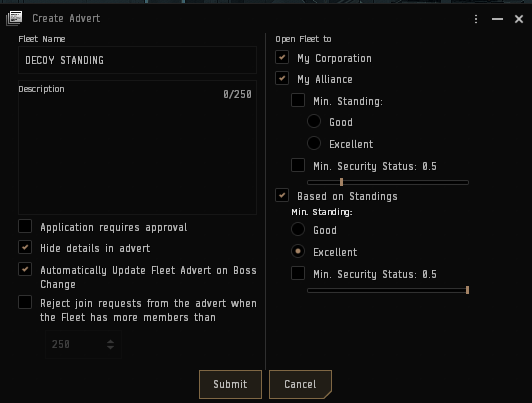 Create Advert
Fleet Name
DECOY STANDING
Description
0/250
Application requires approval
Hide details in advert
Automatically Update Fleet Advert on Boss
Change
Reject join requests from the advert when
the Fleet has more members than
250
Open Fleet to
My Corporation
My Alliance
Min. Standing:
Good
Excellent
Min. Security Status: 0.5
Based on Standings
Min. Standing:
Good
Excellent
Min. Security Status: 0.5
Submit
Cancel